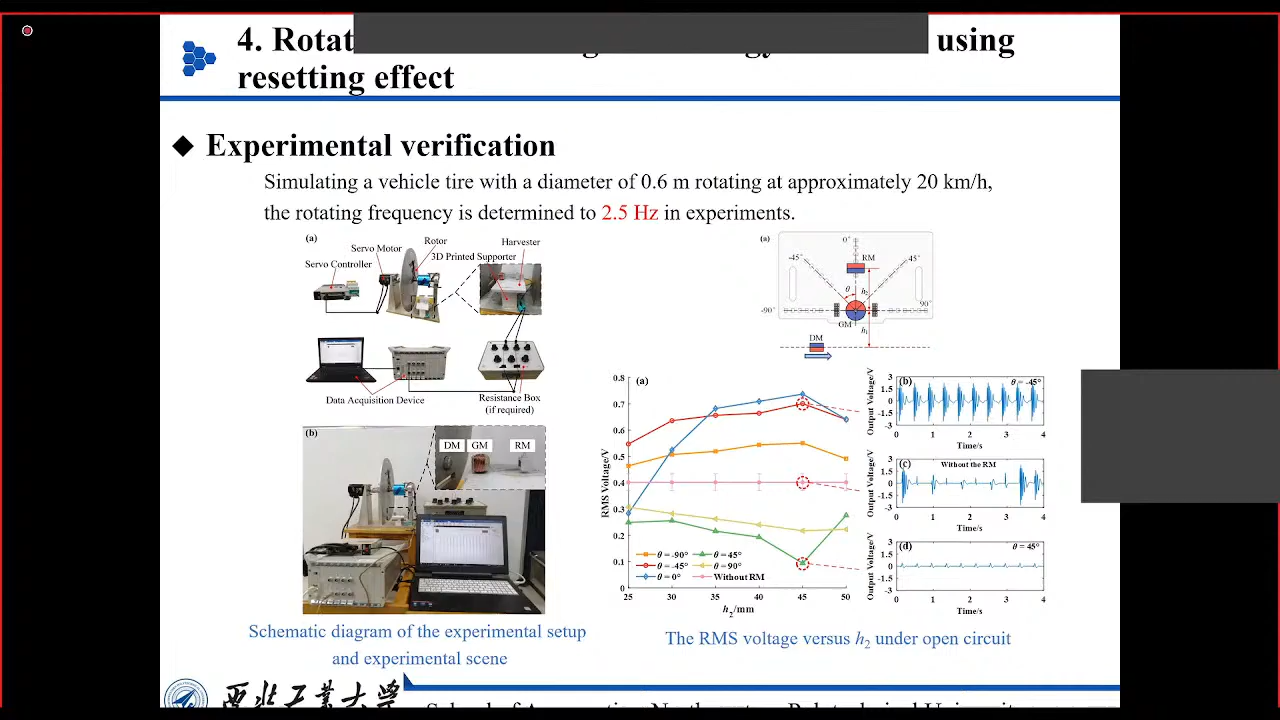 4. Rotat using
resetting effect
Experimental verification
Simulating a vehicle tire with a diameter of 0.6 m rotating at approximately 20 km/h,
the rotating frequency is determined to 2.5 Hz in experiments.
(a)
Rotor
Harvester
Servo Motor
3D Printed Supporter
Servo Controller
Data Acquisition Device
Resistance Box
(if required)
(b)
DM GM RM
Schematic diagram of the experimental setup
and experimental scene
(a)
0°
RM
-45° 45°
θ h2
-90° 90°
GM
h1
DM
(a)
0.8
0.7
0.6
0.5
0.4
0.3
0.2
0.1
0
RMS Voltage/V
θ = -90° θ = 45°
θ = -45° θ = 90°
θ = 0° Without RM
25 30 35 40 45 50
h2/mm
(b) θ = -45°
Output Voltage/V
3
1.5
0
-1.5
-3
0 1 2 3 4
Time/s
(c) Without the RM
Output Voltage/V
3
1.5
0
-1.5
-3
0 1 2 3 4
Time/s
(d) θ = 45°
Output Voltage/V
3
1.5
0
-1.5
-3
0 1 2 3 4
Time/s
The RMS voltage versus h2 under open circuit
西北工业大学